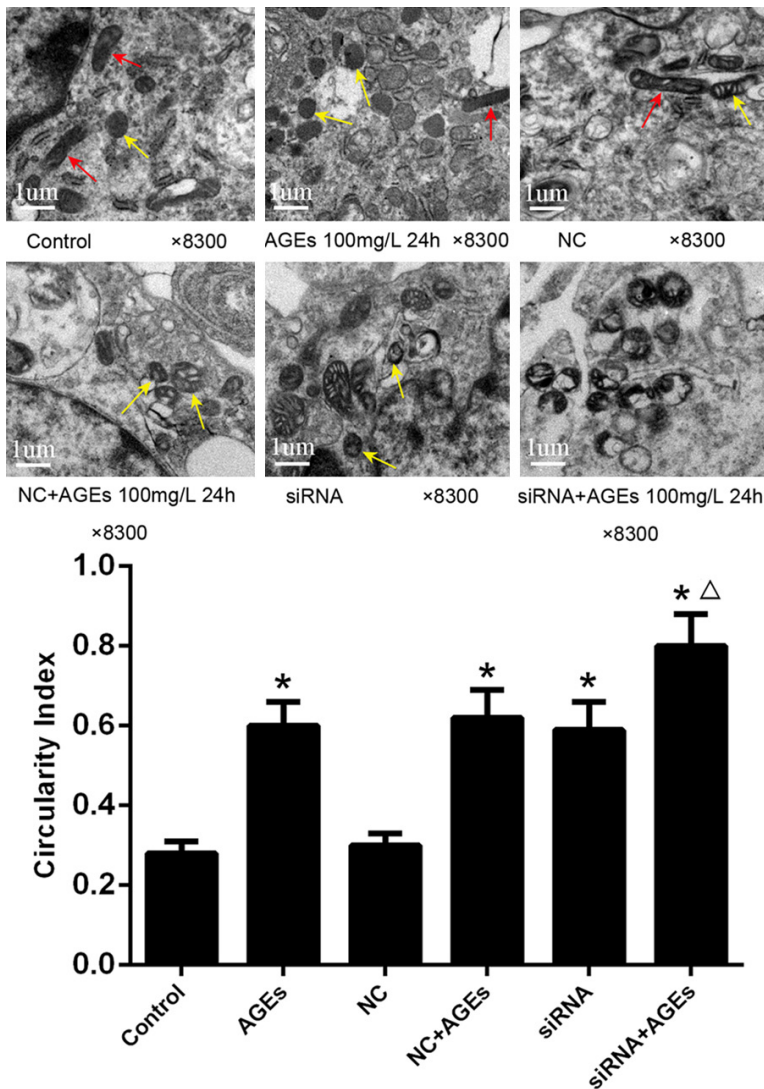 1um
1um
1um
Control ×8300
AGEs 100mg/L 24h ×8300
NC ×8300
1um
1um
1um
NC+AGEs 100mg/L 24h
×8300
siRNA ×8300
siRNA+AGEs 100mg/L 24h
×8300
1.0
0.8
0.6
0.4
0.2
0.0
Circularity Index
*
*
*
* △
Control
AGEs
NC
NC+AGEs
siRNA
siRNA+AGEs